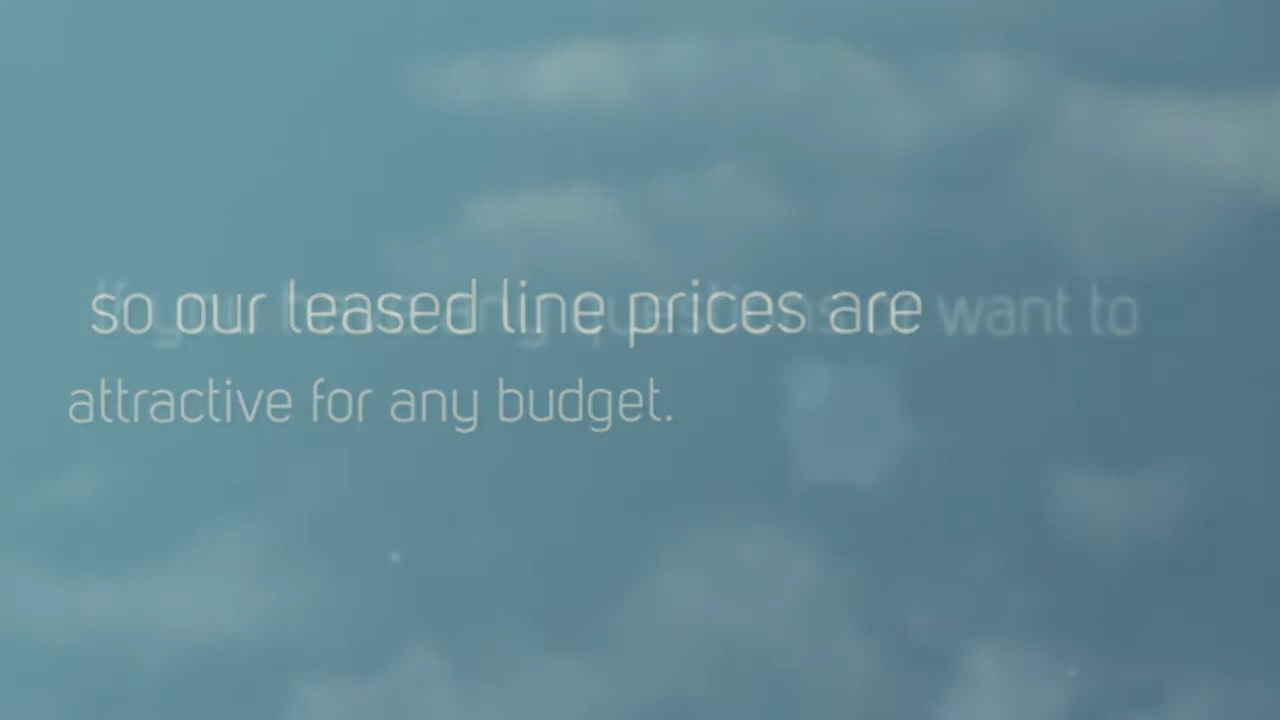 so our leased line prices are want to
attractive for any budget.